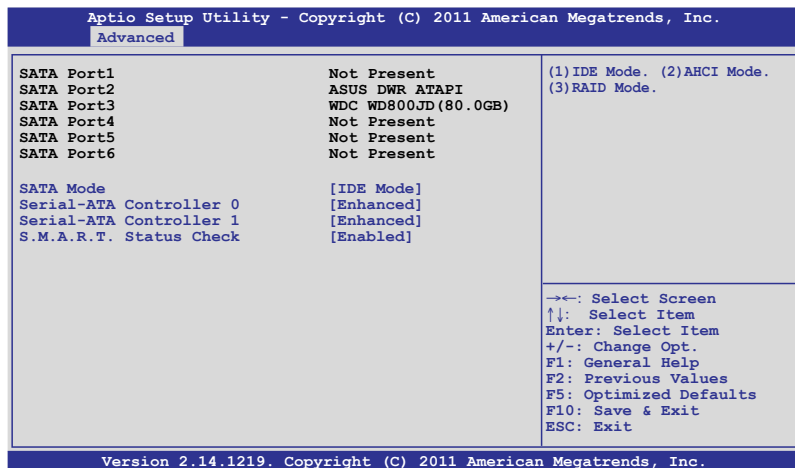 Aptio Setup Utility - Copyright (C) 2011 American Megatrends, Inc.
Advanced
SATA Port1 Not Present
SATA Port2 ASUS DWR ATAPI
SATA Port3 WDC WD800JD(80.0GB)
SATA Port4 Not Present
SATA Port5 Not Present
SATA Port6 Not Present
SATA Mode [IDE Mode]
Serial-ATA Controller 0 [Enhanced]
Serial-ATA Controller 1 [Enhanced]
S.M.A.R.T. Status Check [Enabled]
(1)IDE Mode. (2)AHCI Mode.
(3)RAID Mode.
→←: Select Screen
↑↓: Select Item
Enter: Select Item
+/-: Change Opt.
F1: General Help
F2: Previous Values
F5: Optimized Defaults
F10: Save & Exit
ESC: Exit
Version 2.14.1219. Copyright (C) 2011 American Megatrends, Inc.